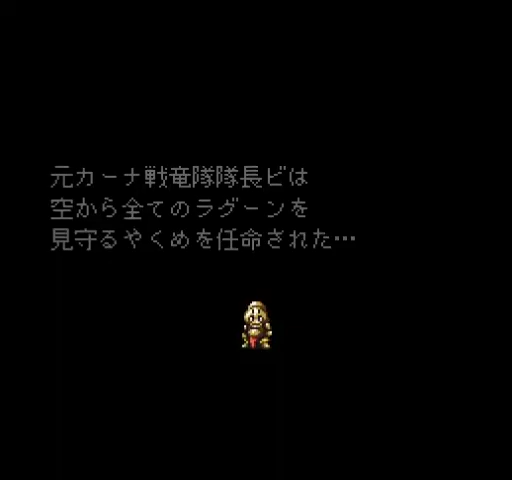 元カーナ戦竜隊隊長ビは
空から全てのラグーンを
見守るやくめを任命された…